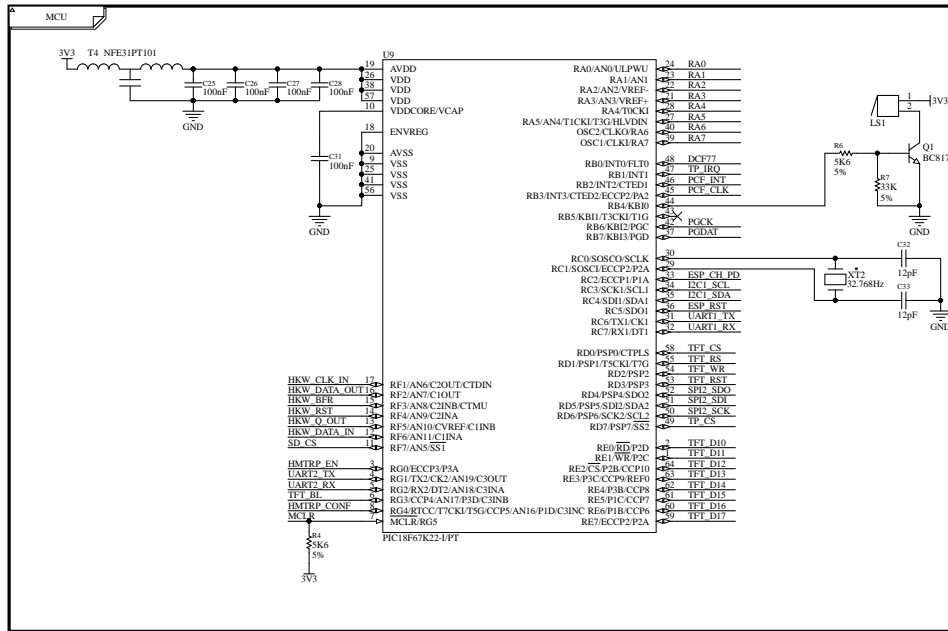 MCU
3V3 T4 NFE31PT101
C25 100nF
C26 100nF
C27 100nF
C28 100nF
GND
C31 100nF
GND
U9
19 AVDD
26 VDD
38 VDD
57 VDD
10 VDDCORE/VCAP
18 ENVREG
20 AVSS
9 VSS
25 VSS
41 VSS
56 VSS
HKW_CLK_IN 17 RF1/AN6/C2OUT/CTDIN
HKW_DATA_OUT 16 RF2/AN7/C1OUT
HKW_BFR 15 RF3/AN8/C2INB/CTMU
HKW_RST 14 RF4/AN9/C2INA
HKW_Q_OUT 13 RF5/AN10/CVREF/C1INB
HKW_DATA_IN 12 RF6/AN11/C1INA
SD_CS 11 RF7/AN5/SS1
HMTRP_EN 3 RG0/ECCP3/P3A
UART2_TX 4 RG1/TX2/CK2/AN19/C3OUT
UART2_RX 5 RG2/RX2/DT2/AN18/C3INA
TFT_BL 6 RG3/CCP4/AN17/P3D/C3INB
HMTRP_CONF 8 RG4/RTCC/T7CKI/T5G/CCP5/AN16/P1D/C3INC
MCLR 7 MCLR/RG5
PIC18F67K22-I/PT
R4
5K6
5%
3V3
RA0/AN0/ULPWU 24 RA0
RA1/AN1 23 RA1
RA2/AN2/VREF- 22 RA2
RA3/AN3/VREF+ 21 RA3
RA4/T0CKI 28 RA4
RA5/AN4/T1CKI/T3G/HLVDIN 27 RA5
OSC2/CLKO/RA6 40 RA6
OSC1/CLKI/RA7 39 RA7
RB0/INT0/FLT0 48 DCF77
RB1/INT1 47 TP_IRQ
RB2/INT2/CTED1 46 PCF_INT
RB3/INT3/CTED2/ECCP2/PA2 45 PCF_CLK
RB4/KBI0 44
RB5/KBI1/T3CKI/T1G 43
RB6/KBI2/PGC 42 PGCK
RB7/KBI3/PGD 37 PGDAT
RC0/SOSCO/SCLK 30
RC1/SOSCI/ECCP2/P2A 29
RC2/ECCP1/P1A 33 ESP_CH_PD
RC3/SCK1/SCL1 34 I2C1_SCL
RC4/SDI1/SDA1 35 I2C1_SDA
RC5/SDO1 36 ESP_RST
RC6/TX1/CK1 31 UART1_TX
RC7/RX1/DT1 32 UART1_RX
RD0/PSP0/CTPLS 58 TFT_CS
RD1/PSP1/T5CKI/T7G 55 TFT_RS
RD2/PSP2 54 TFT_WR
RD3/PSP3 53 TFT_RST
RD4/PSP4/SDO2 52 SPI2_SDO
RD5/PSP5/SDI2/SDA2 51 SPI2_SDI
RD6/PSP6/SCK2/SCL2 50 SPI2_SCK
RD7/PSP7/SS2 49 TP_CS
RE0/RD/P2D 2 TFT_D10
RE1/WR/P2C 1 TFT_D11
RE2/CS/P2B/CCP10 64 TFT_D12
RE3/P3C/CCP9/REF0 63 TFT_D13
RE4/P3B/CCP8 62 TFT_D14
RE5/P1C/CCP7 61 TFT_D15
RE6/P1B/CCP6 60 TFT_D16
RE7/ECCP2/P2A 59 TFT_D17
LS1
1 3V3
2
Q1
BC817
R6
5K6
5%
R7
33K
5%
GND
XT2
32.768Hz
C32
12pF
C33
12pF
GND